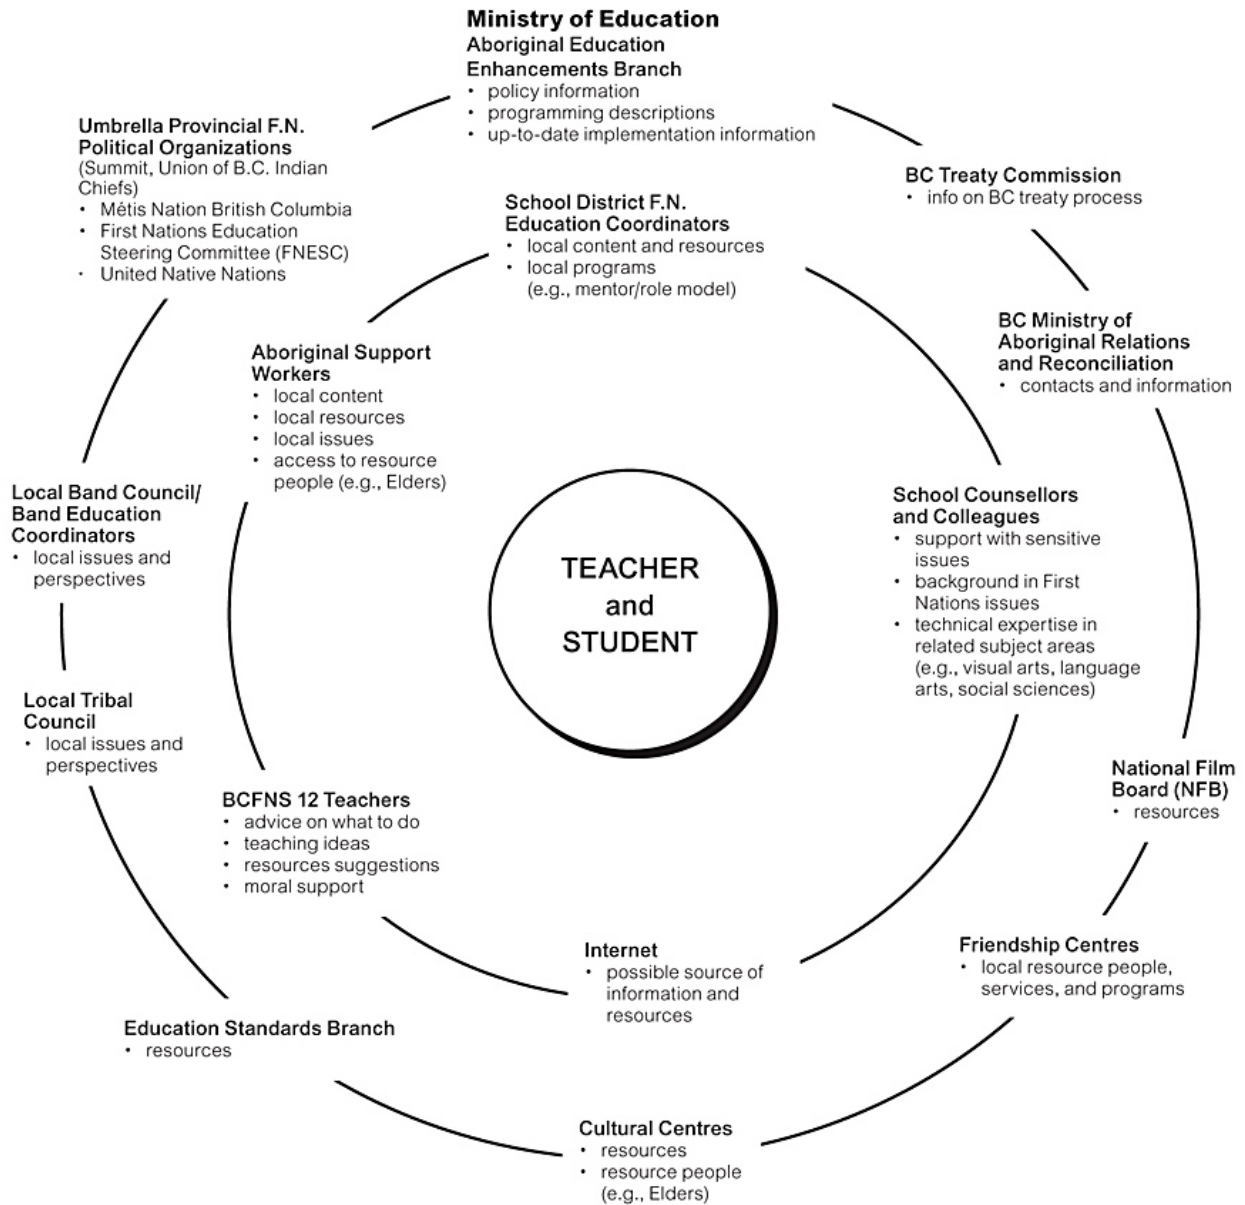 Ministry of Education
Aboriginal Education
Enhancements Branch
• policy information
• programming descriptions
• up-to-date implementation information
Umbrella Provincial F.N.
Political Organizations
(Summit, Union of B.C. Indian
Chiefs)
• Métis Nation British Columbia
• First Nations Education
Steering Committee (FNESC)
· United Native Nations
BC Treaty Commission
• info on BC treaty process
School District F.N.
Education Coordinators
• local content and resources
• local programs
(e.g., mentor/role model)
BC Ministry of
Aboriginal Relations
and Reconciliation
• contacts and information
Aboriginal Support
Workers
• local content
• local resources
• local issues
• access to resource
people (e.g., Elders)
Local Band Council/
Band Education
Coordinators
• local issues and
perspectives
School Counsellors
and Colleagues
• support with sensitive
issues
• background in First
Nations issues
• technical expertise in
related subject areas
(e.g., visual arts, language
arts, social sciences)
TEACHER
and
STUDENT
Local Tribal
Council
• local issues and
perspectives
National Film
Board (NFB)
• resources
BCFNS 12 Teachers
• advice on what to do
• teaching ideas
• resources suggestions
• moral support
Internet
• possible source of
information and
resources
Friendship Centres
• local resource people,
services, and programs
Education Standards Branch
• resources
Cultural Centres
• resources
• resource people
(e.g., Elders)